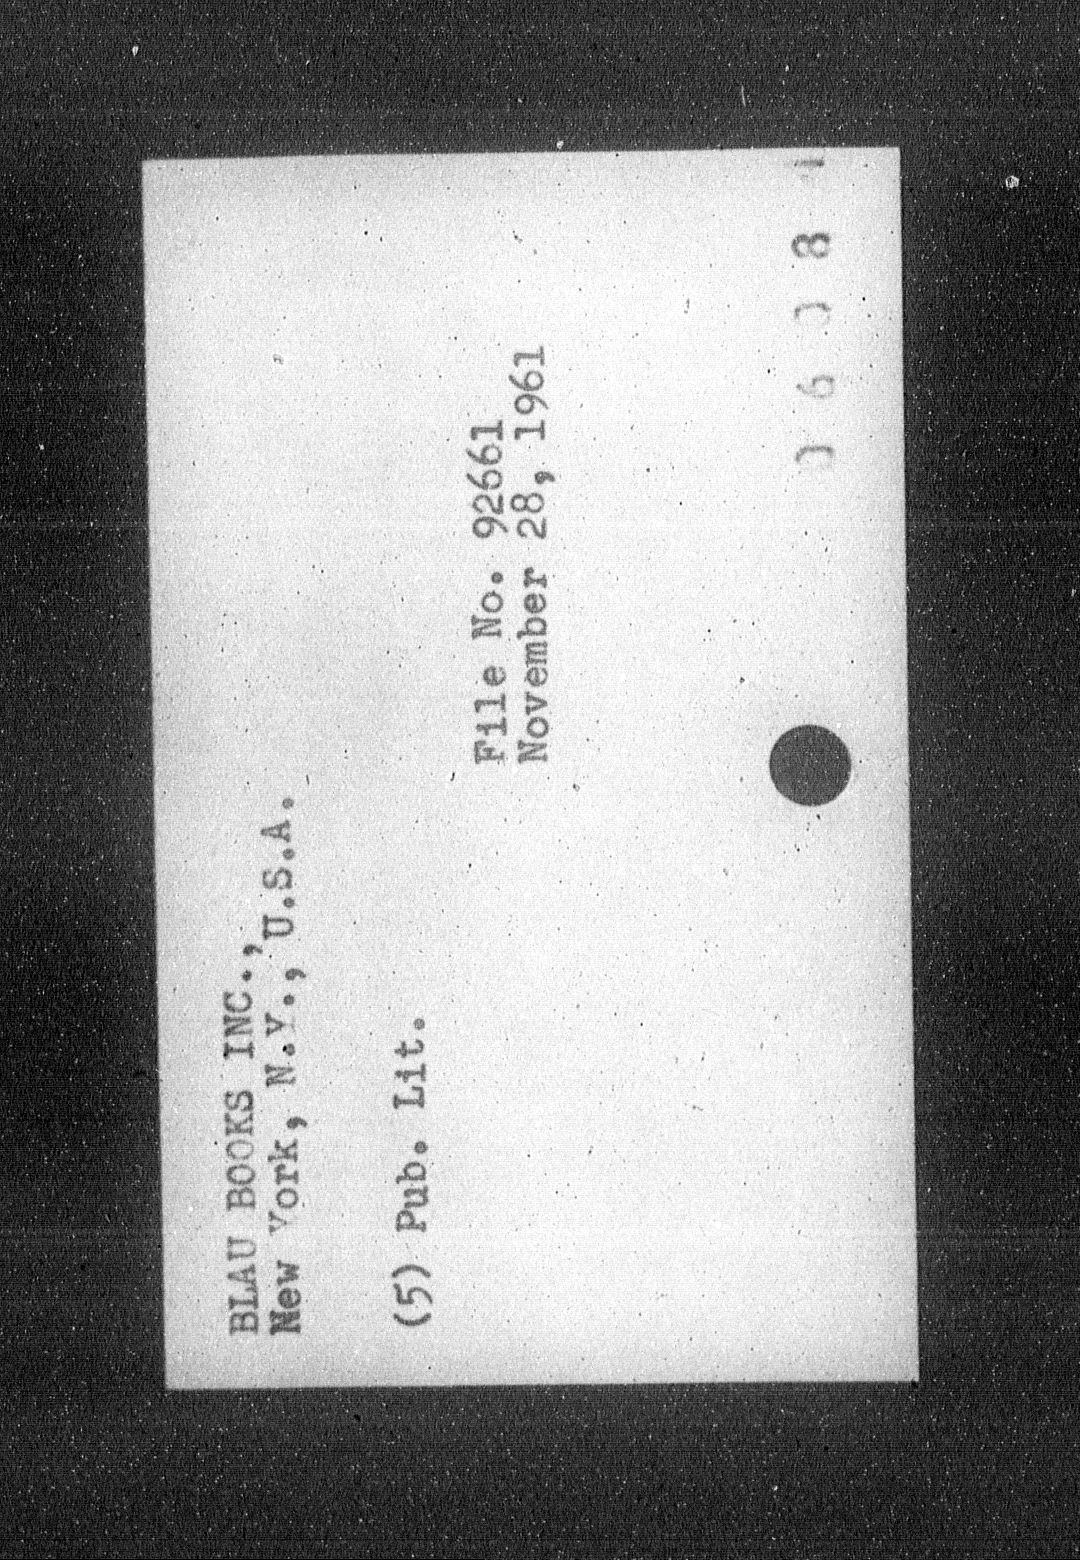 BLAU BOOKS INC.,
New York, N.Y., U.S.A.
(5) Pub. Lit.
File No. 92661
November 28, 1961